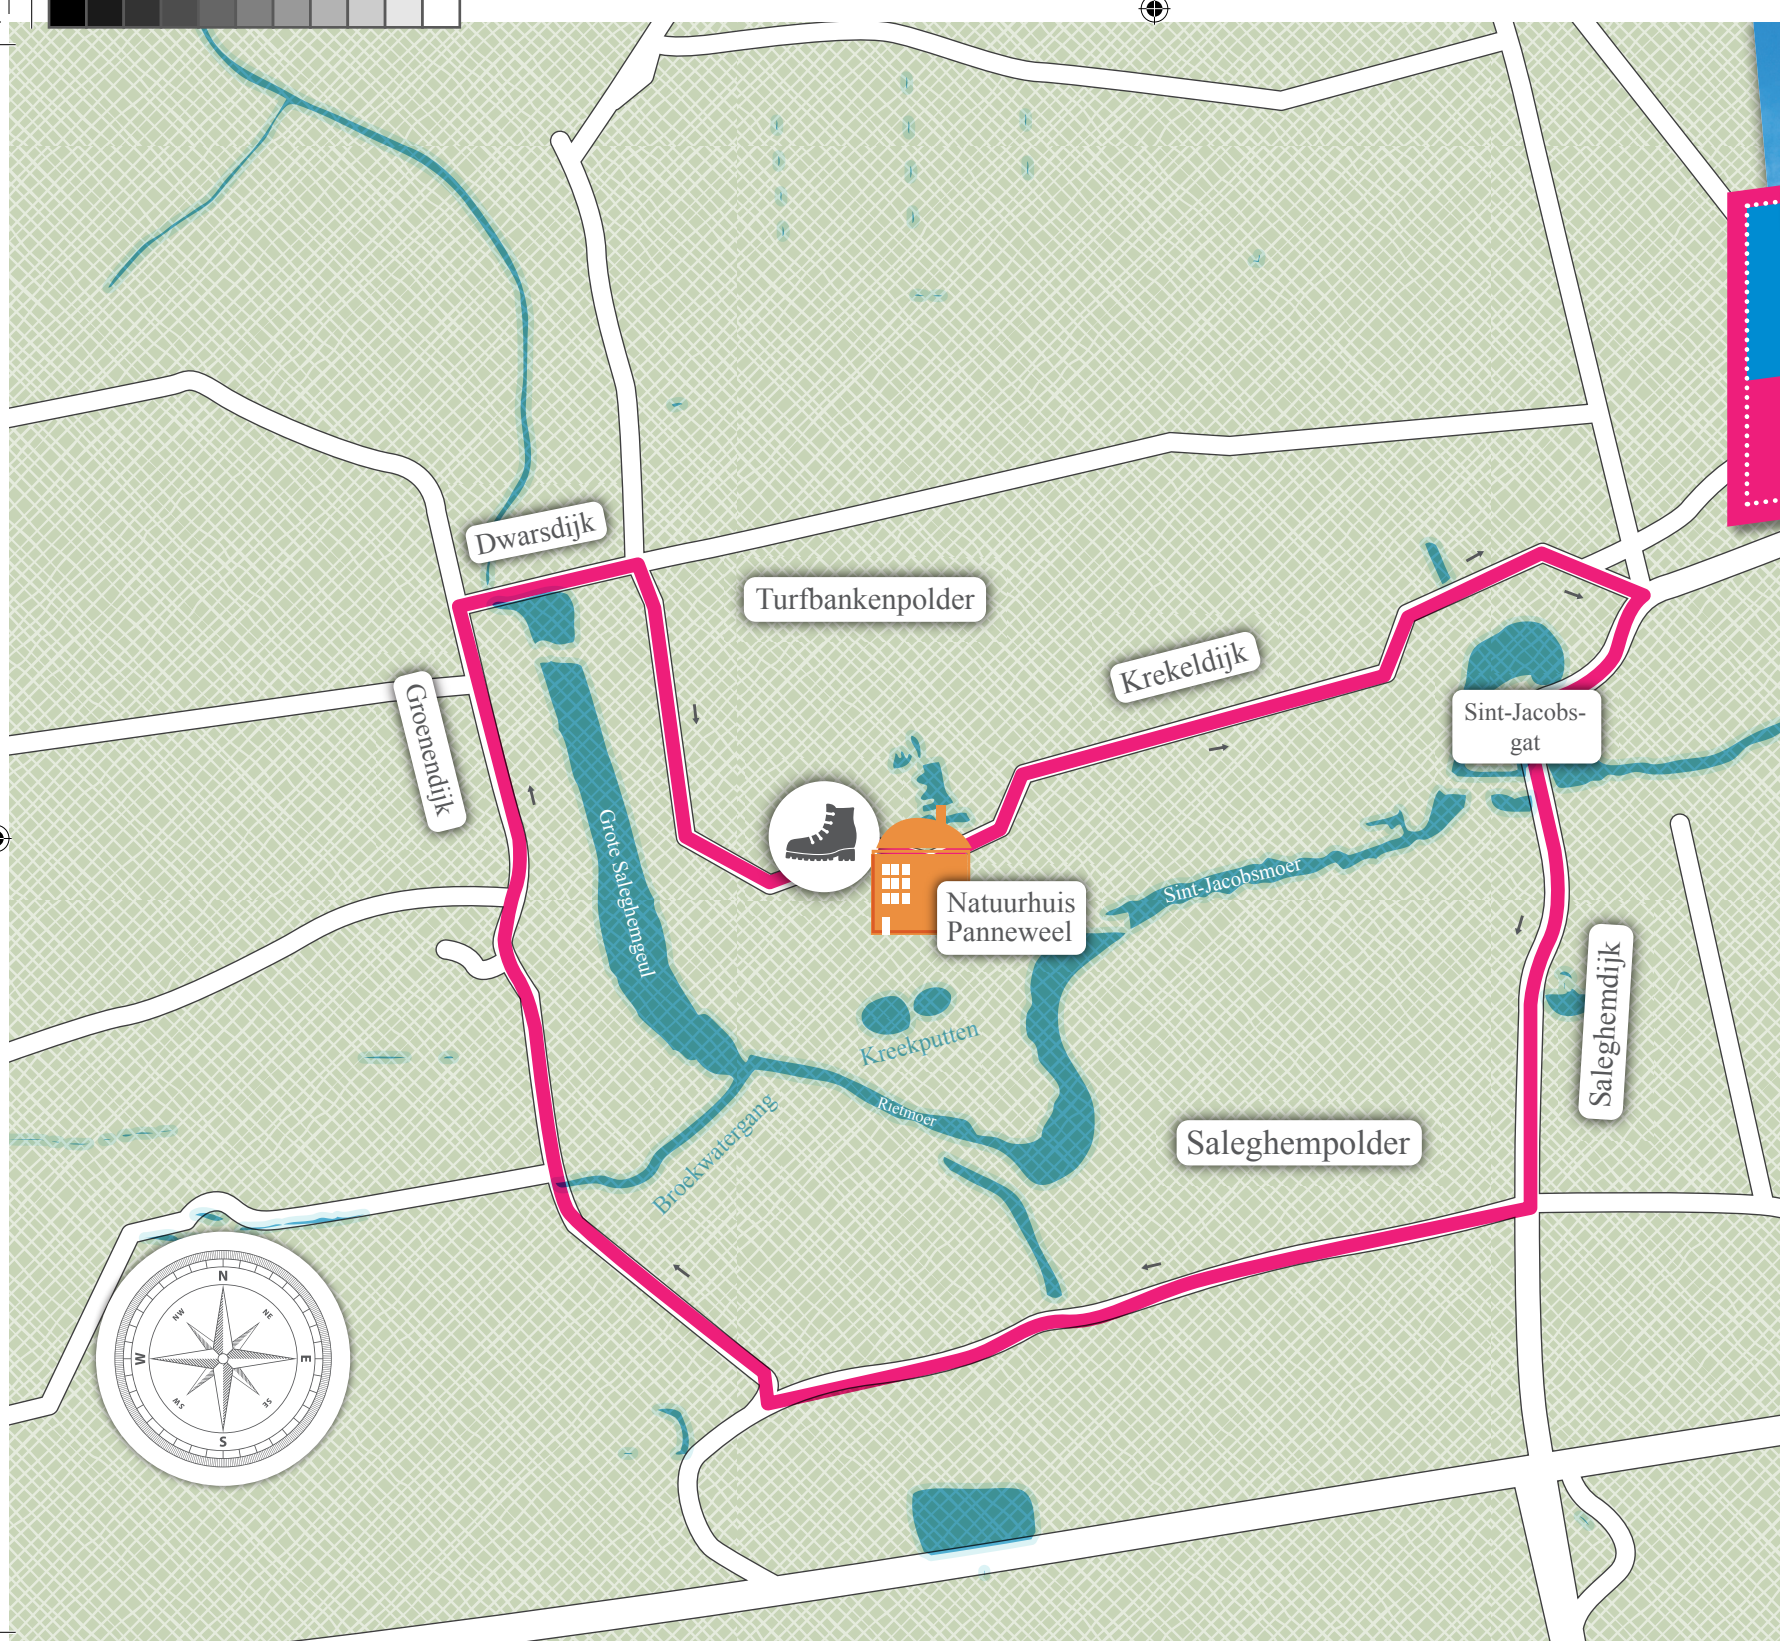 Dwarsdijk
Turfbankenpolder
Krekeldijk
Groenendijk
Sint-Jacobs-
gat
Grote Saleghemgeul
Sint-Jacobsmoer
Natuurhuis
Panneweel
Saleghemdijk
Kreekputten
Rietmoer
Broekwatergang
Saleghempolder
N
NW
NE
W
E
SW
SE
S